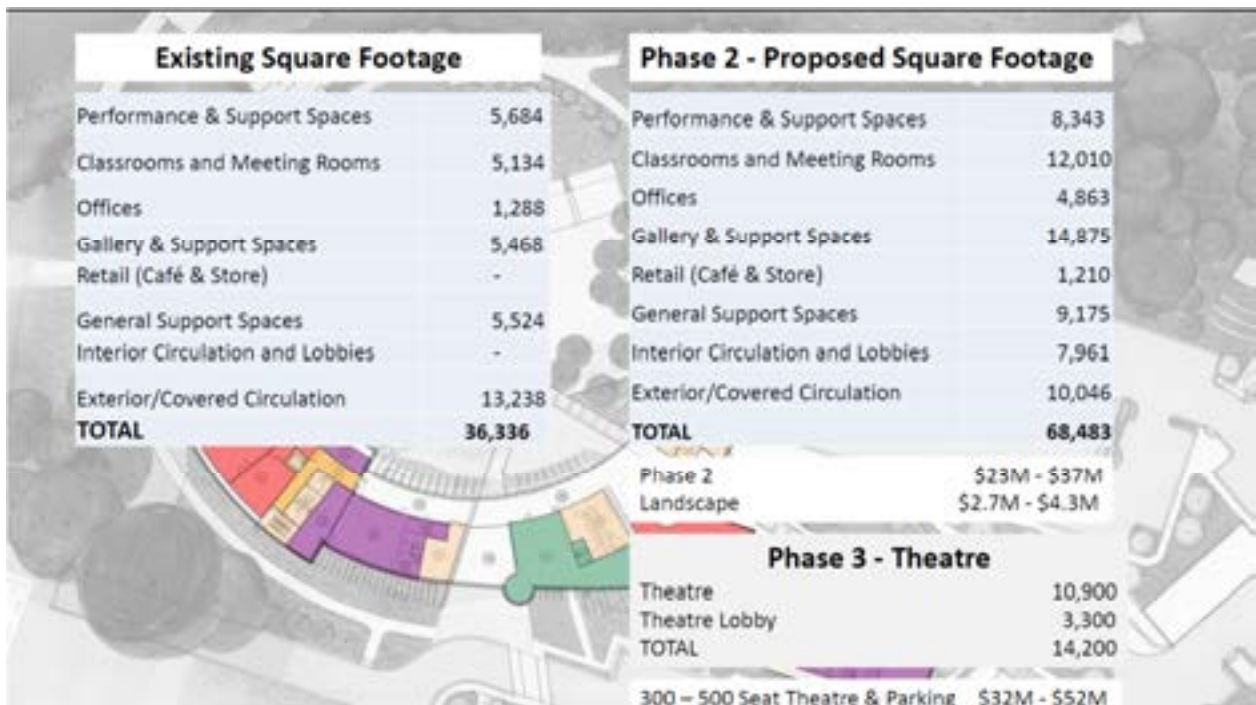 Existing Square Footage
Performance & Support Spaces 5,684
Classrooms and Meeting Rooms 5,134
Offices 1,288
Gallery & Support Spaces 5,468
Retail (Café & Store) -
General Support Spaces 5,524
Interior Circulation and Lobbies -
Exterior/Covered Circulation 13,238
TOTAL 36,336
Phase 2 - Proposed Square Footage
Performance & Support Spaces 8,343
Classrooms and Meeting Rooms 12,010
Offices 4,863
Gallery & Support Spaces 14,875
Retail (Café & Store) 1,210
General Support Spaces 9,175
Interior Circulation and Lobbies 7,961
Exterior/Covered Circulation 10,046
TOTAL 68,483
Phase 2 $23M - $37M
Landscape $2.7M - $4.3M
Phase 3 - Theatre
Theatre 10,900
Theatre Lobby 3,300
TOTAL 14,200
300 – 500 Seat Theatre & Parking $32M - $52M